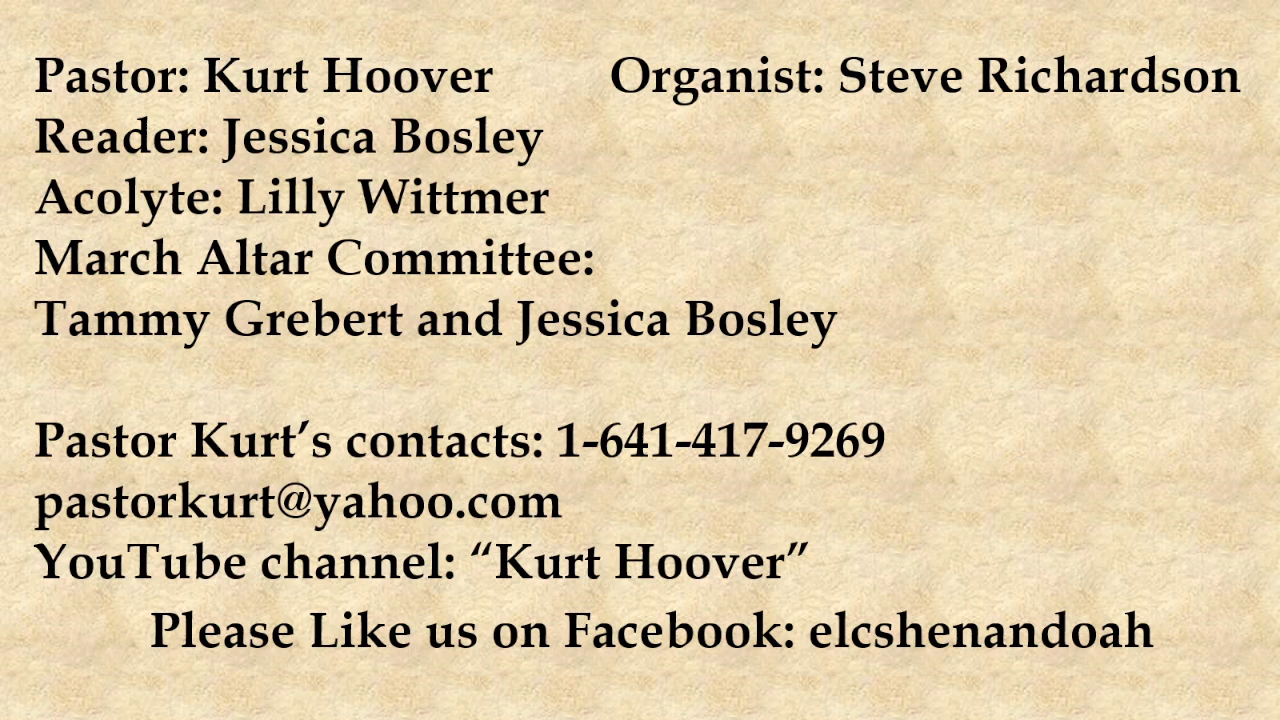 Pastor: Kurt Hoover Organist: Steve Richardson
Reader: Jessica Bosley
Acolyte: Lilly Wittmer
March Altar Committee:
Tammy Grebert and Jessica Bosley
Pastor Kurt’s contacts: 1-641-417-9269
pastorkurt@yahoo.com
YouTube channel: “Kurt Hoover”
Please Like us on Facebook: elcshenandoah